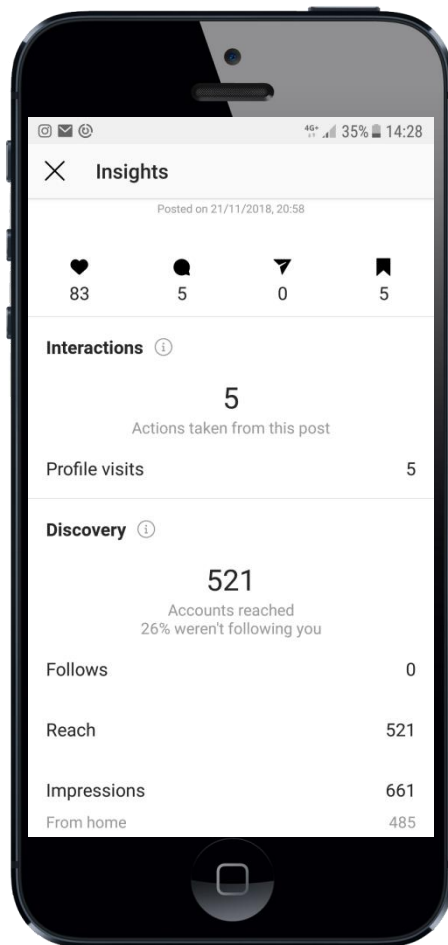 4G+ 35% 14:28
Insights
Posted on 21/11/2018, 20:58
83 5 0 5
Interactions
5
Actions taken from this post
Profile visits 5
Discovery
521
Accounts reached
26% weren't following you
Follows 0
Reach 521
Impressions 661
From home 485